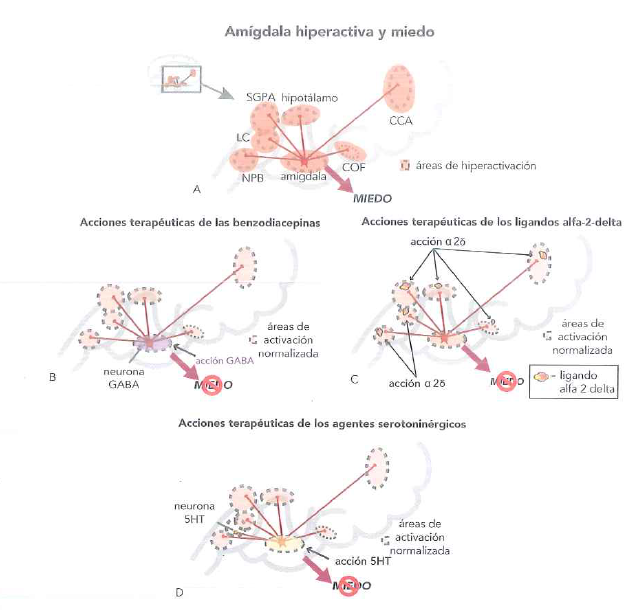 Amígdala hiperactiva y miedo
SGPA hipotálamo
CCA
LC
COF
NPB
amígdala
áreas de hiperactivación
A
MIEDO
Acciones terapéuticas de las benzodiacepinas
áreas de
activación
normalizada
acción GABA
neurona
GABA
B
MIEDO
Acciones terapéuticas de los ligandos alfa-2-delta
acción α2δ
áreas de
activación
normalizada
acción α2δ
C
MIEDO
= ligando
alfa 2 delta
Acciones terapéuticas de los agentes serotoninérgicos
neurona
5HT
áreas de
activación
normalizada
acción 5HT
D
MIEDO